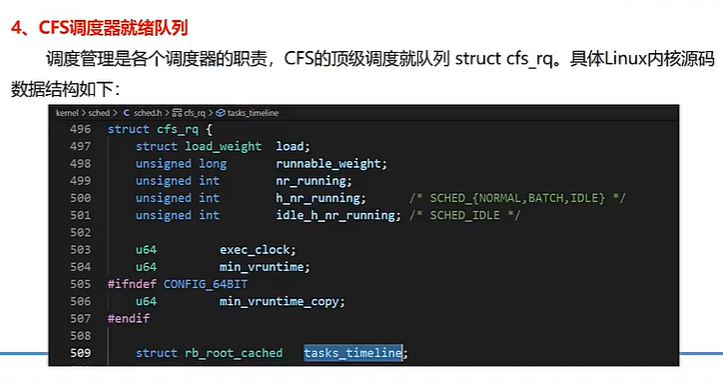 4、CFS调度器就绪队列
调度管理是各个调度器的职责，CFS的顶级调度就队列 struct cfs_rq。具体Linux内核源码
数据结构如下：
kernel > sched > C sched.h > cfs_rq > tasks_timeline
496 struct cfs_rq {
497 struct load_weight load;
498 unsigned long runnable_weight;
499 unsigned int nr_running;
500 unsigned int h_nr_running; /* SCHED_{NORMAL,BATCH,IDLE} */
501 unsigned int idle_h_nr_running; /* SCHED_IDLE */
502
503 u64 exec_clock;
504 u64 min_vruntime;
505 #ifndef CONFIG_64BIT
506 u64 min_vruntime_copy;
507 #endif
508
509 struct rb_root_cached tasks_timeline;